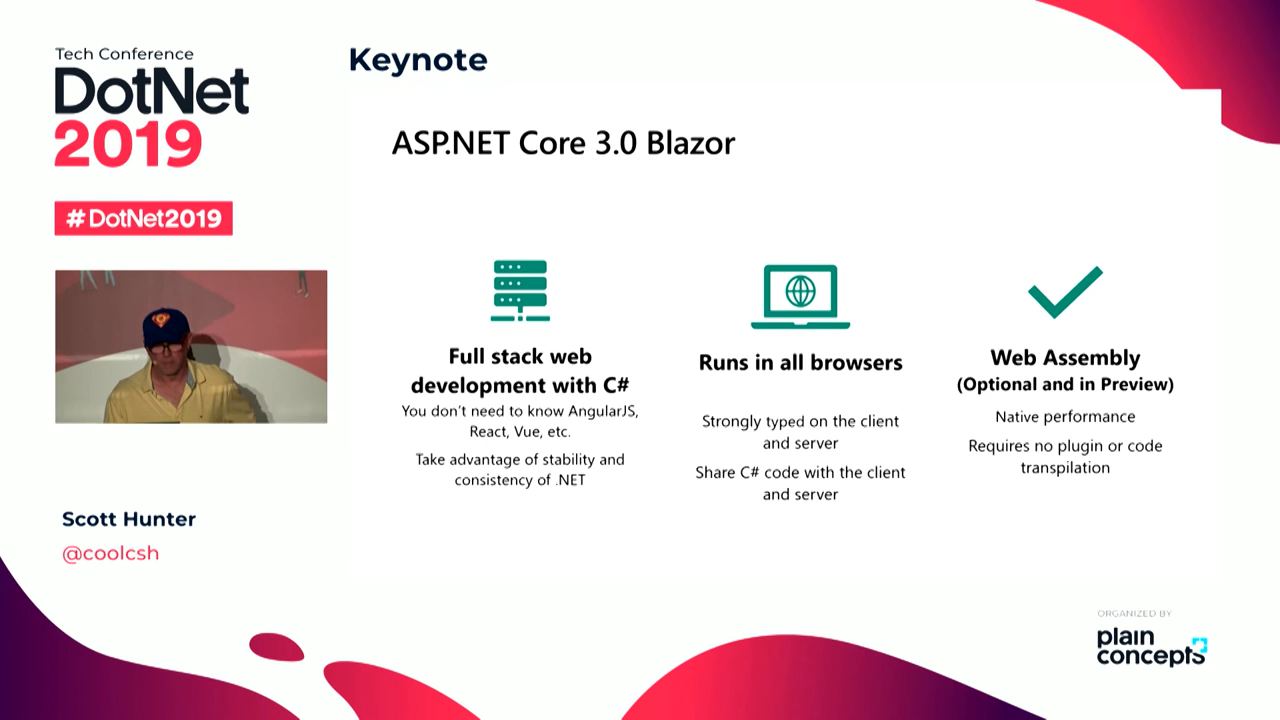 Tech Conference
DotNet
2019
#DotNet2019
Keynote
ASP.NET Core 3.0 Blazor
Full stack web
development with C#
You don't need to know AngularJS,
React, Vue, etc.
Take advantage of stability and
consistency of .NET
Runs in all browsers
Strongly typed on the client
and server
Share C# code with the client
and server
Web Assembly
(Optional and in Preview)
Native performance
Requires no plugin or code
transpilation
Scott Hunter
@coolcsh
ORGANIZED BY
plain
concepts